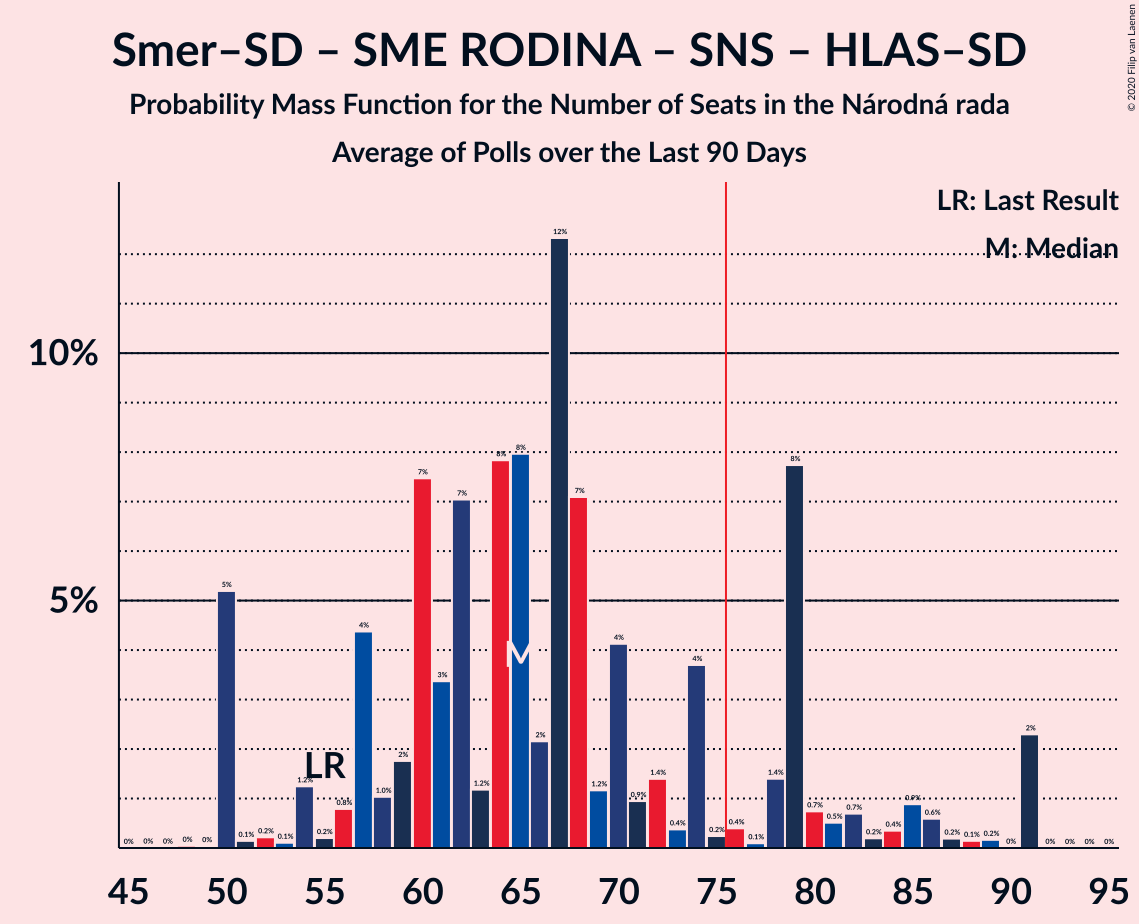 Smer–SD – SME RODINA – SNS – HLAS–SD
Probability Mass Function for the Number of Seats in the Národná rada
Average of Polls over the Last 90 Days
© 2020 Filip van Laenen
LR: Last Result
M: Median
10%
5%
0% 0% 0% 0% 0% 5% 0.1% 0.2% 0.1% 1.2% 0.2% 0.8% 4% 1.0% 2% 7% 3% 7% 1.2% 8% 8% 2% 12% 7% 1.2% 4% 0.9% 1.4% 0.4% 4% 0.2% 0.4% 0.1% 1.4% 8% 0.7% 0.5% 0.7% 0.2% 0.4% 0.9% 0.6% 0.2% 0.1% 0.2% 0% 2% 0% 0% 0% 0%
LR
M
45 50 55 60 65 70 75 80 85 90 95